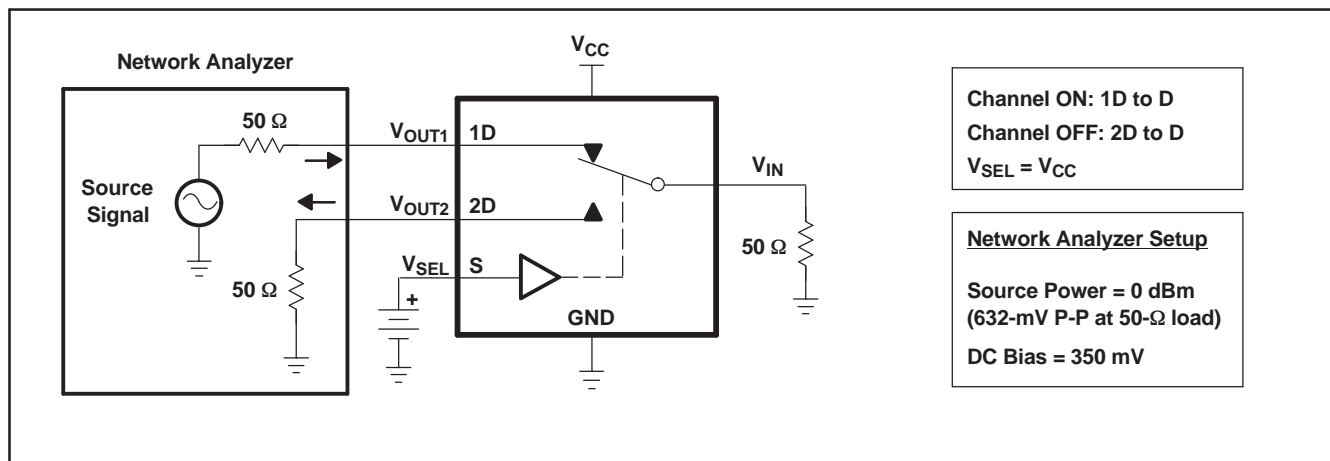 Network Analyzer
50 Ω
Source
Signal
50 Ω
VOUT1
VOUT2
VSEL
+
VCC
1D
2D
S
GND
VIN
50 Ω
Channel ON: 1D to D
Channel OFF: 2D to D
VSEL = VCC
Network Analyzer Setup
Source Power = 0 dBm
(632-mV P-P at 50-Ω load)
DC Bias = 350 mV